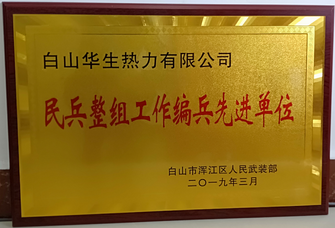 白山华生热力有限公司
民兵整组工作编兵先进单位
白山市浑江区人民武装部
二〇一九年三月